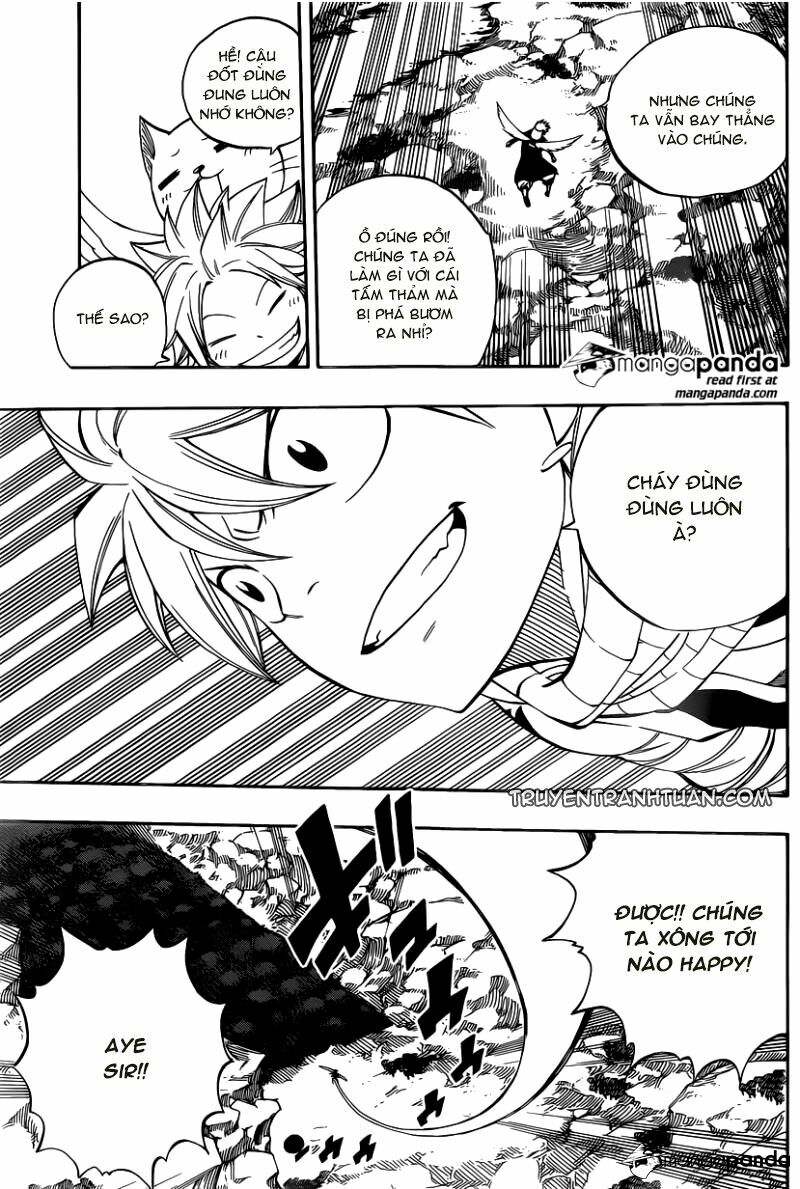 NHƯNG CHÚNG
TA VẪN BAY THẲNG
VÀO CHÚNG.
Ồ ĐÚNG RỒI!
CHÚNG TA ĐÃ
LÀM GÌ VỚI CÁI
TẤM THẢM MÀ
BỊ PHÁ BƯƠM
RA NHỈ?
HỀ! CẬU
ĐỐT ĐÙNG
ĐUNG LUÔN
NHỚ KHÔNG?
THẾ SAO?
mangapanda
read first at
mangapanda.com
CHÁY ĐÙNG
ĐÙNG LUÔN
À?
TRUYENTRANHTUAN.COM
ĐƯỢC!! CHÚNG
TA XÔNG TỚI
NÀO HAPPY!
AYE
SIR!!
mangapanda